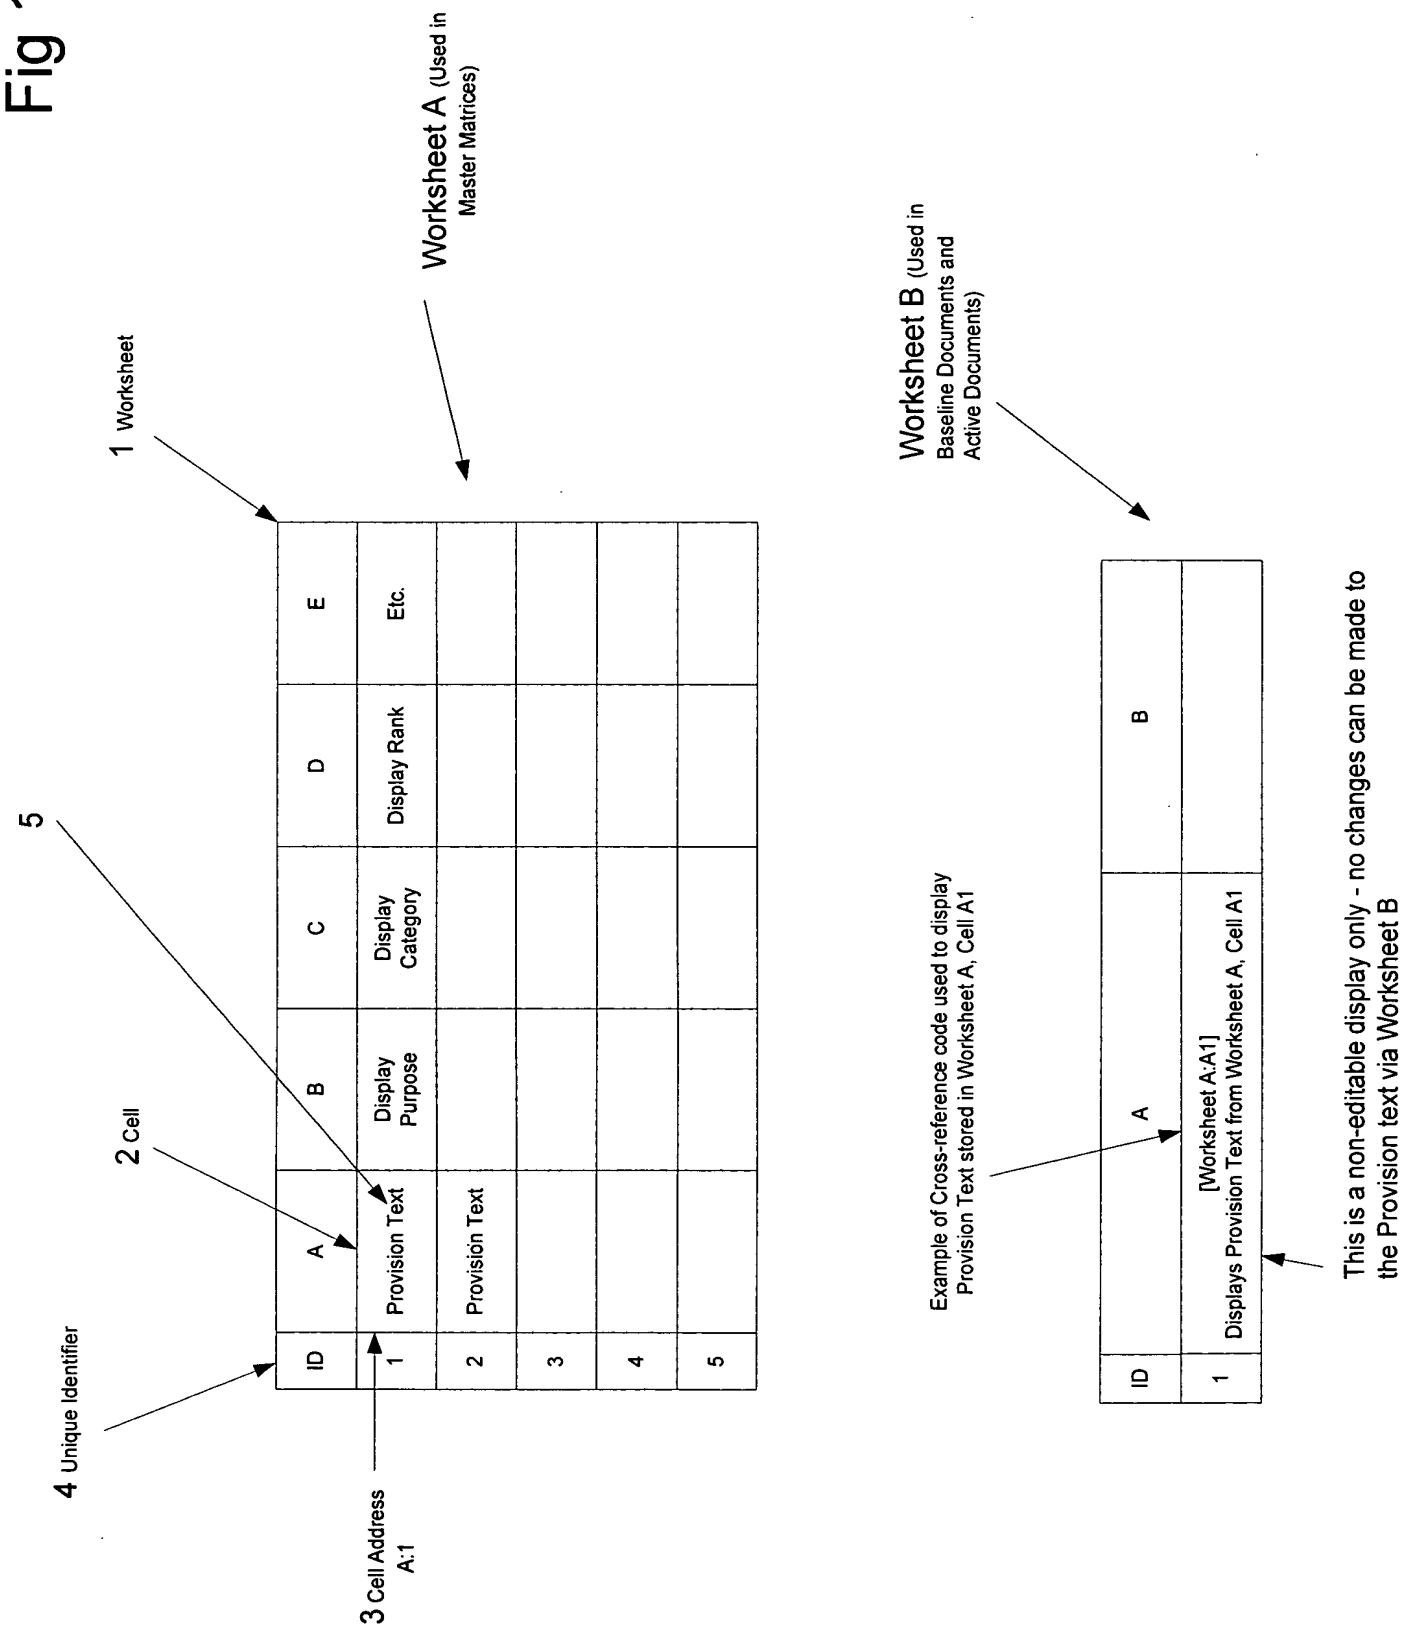 Fig 1
1 Worksheet
5
2 Cell
4 Unique Identifier
3 Cell Address
A:1
Worksheet A (Used in
Master Matrices)
ID A B C D E
1 Provision Text Display Purpose Display Category Display Rank Etc.
2 Provision Text
3
4
5
Worksheet B (Used in
Baseline Documents and
Active Documents)
Example of Cross-reference code used to display
Provision Text stored in Worksheet A, Cell A1
ID A B
1 [Worksheet A:A1]
Displays Provision Text from Worksheet A, Cell A1
This is a non-editable display only - no changes can be made to
the Provision text via Worksheet B